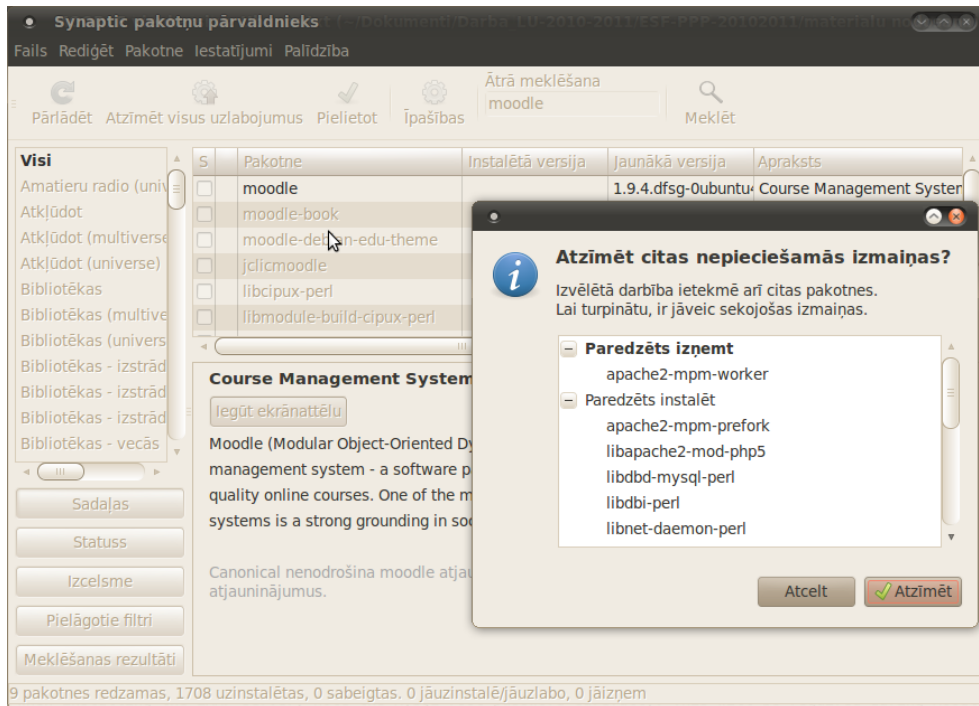 Synaptic pakotņu pārvaldnieks
Fails Rediģēt Pakotne Iestatījumi Palīdzība
Pārlādēt Atzīmēt visus uzlabojumus Pielietot Īpašības
Ātrā meklēšana
moodle
Meklēt
Visi
Amatieru radio (univ
Atkļūdot
Atkļūdot (multiverse
Atkļūdot (universe)
Bibliotēkas
Bibliotēkas (multive
Bibliotēkas (univers
Bibliotēkas - izstrād
Bibliotēkas - izstrād
Bibliotēkas - izstrād
Bibliotēkas - vecās
Sadaļas
Statuss
Izcelsme
Pielāgotie filtri
Meklēšanas rezultāti
S Pakotne Instalētā versija Jaunākā versija Apraksts
moodle 1.9.4.dfsg-0ubuntu4 Course Management System
moodle-book
moodle-debian-edu-theme
jclicmoodle
libcipux-perl
libmodule-build-cipux-perl
Course Management System
Iegūt ekrānattēlu
Moodle (Modular Object-Oriented Dy
management system - a software p
quality online courses. One of the m
systems is a strong grounding in soc
Canonical nenodrošina moodle atjau
atjauninājumus.
Atzīmēt citas nepieciešamās izmaiņas?
Izvēlētā darbība ietekmē arī citas pakotnes.
Lai turpinātu, ir jāveic sekojošas izmaiņas.
Paredzēts izņemt
apache2-mpm-worker
Paredzēts instalēt
apache2-mpm-prefork
libapache2-mod-php5
libdbd-mysql-perl
libdbi-perl
libnet-daemon-perl
Atcelt Atzīmēt
9 pakotnes redzamas, 1708 uzinstalētas, 0 sabeigtas. 0 jāuzinstalē/jāuzlabo, 0 jāizņem